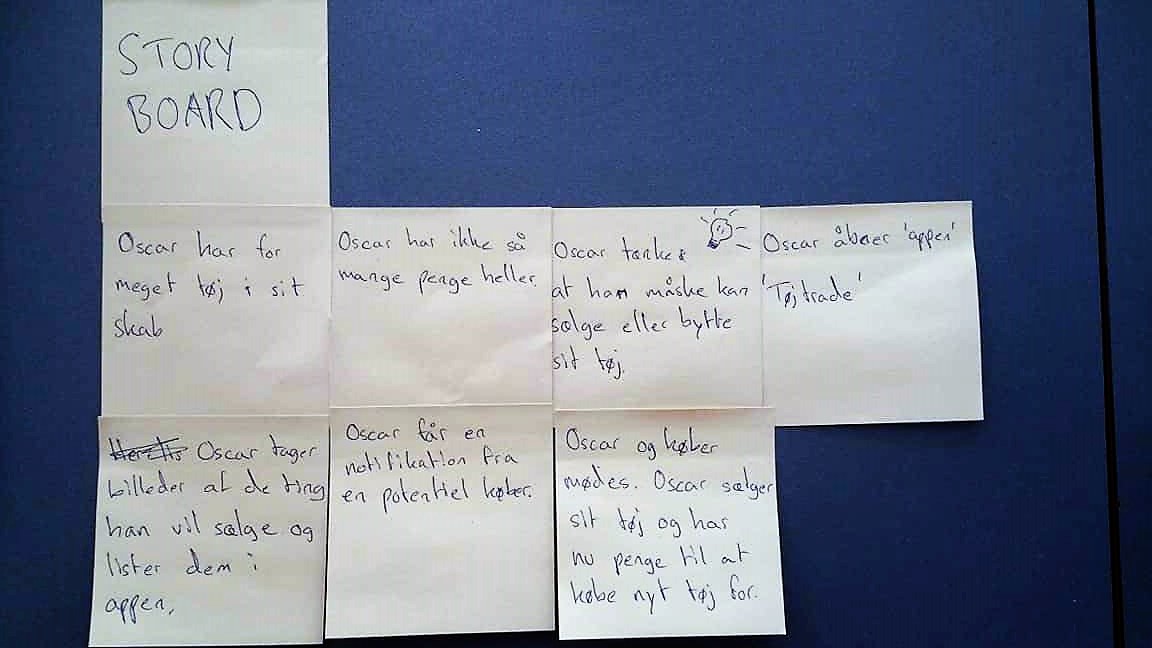 STORY
BOARD
Oscar har for
meget tøj i sit
skab
Oscar har ikke så
mange penge heller.
Oscar tænker
at han måske kan
sælge eller bytte
sit tøj.
Oscar åbner 'appen'
'Tøjtrade'
Oscar tager
billeder af de ting
han vil sælge og
lister dem i
appen.
Oscar får en
notifikation fra
en potentiel køber.
Oscar og køber
mødes. Oscar sælger
sit tøj og har
nu penge til at
købe nyt tøj for.